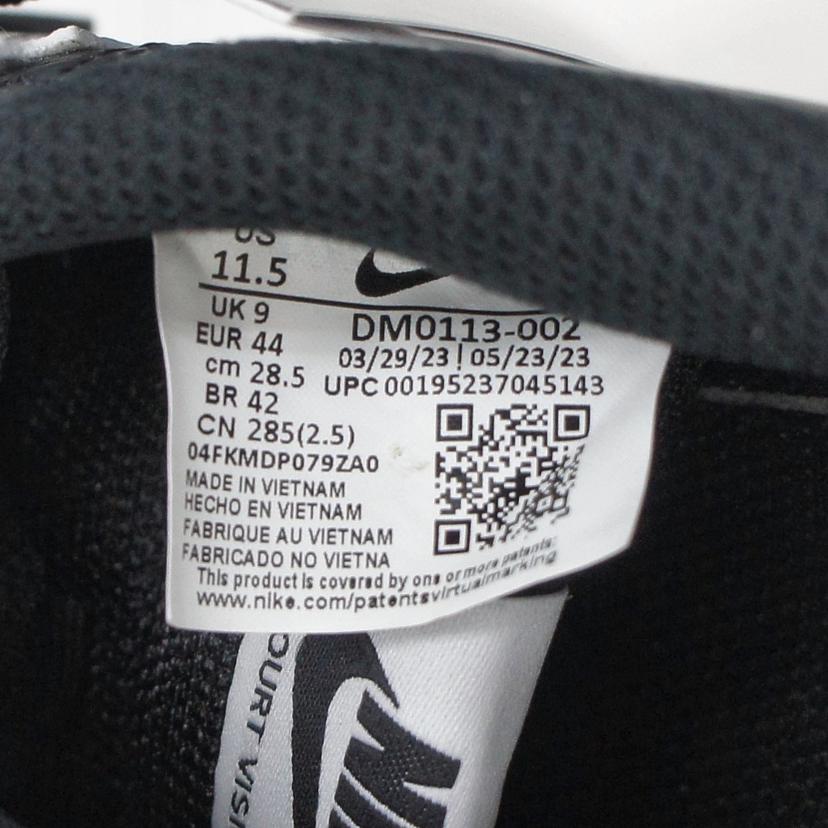 US
11.5
UK 9
EUR 44
cm 28.5
BR 42
CN 285(2.5)
04FKMDP079ZA0
MADE IN VIETNAM
HECHO EN VIETNAM
FABRIQUE AU VIETNAM
FABRICADO NO VIETNA
DM0113-002
03/29/23 | 05/23/23
UPC 00195237045143
This product is covered by one or more patents:
www.nike.com/patentsvirtualmarking
OURT VISI
NI